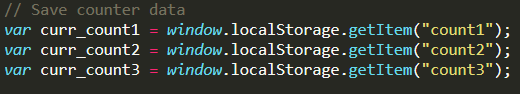 // Save counter data
var curr_count1 = window.localStorage.getItem("count1");
var curr_count2 = window.localStorage.getItem("count2");
var curr_count3 = window.localStorage.getItem("count3");